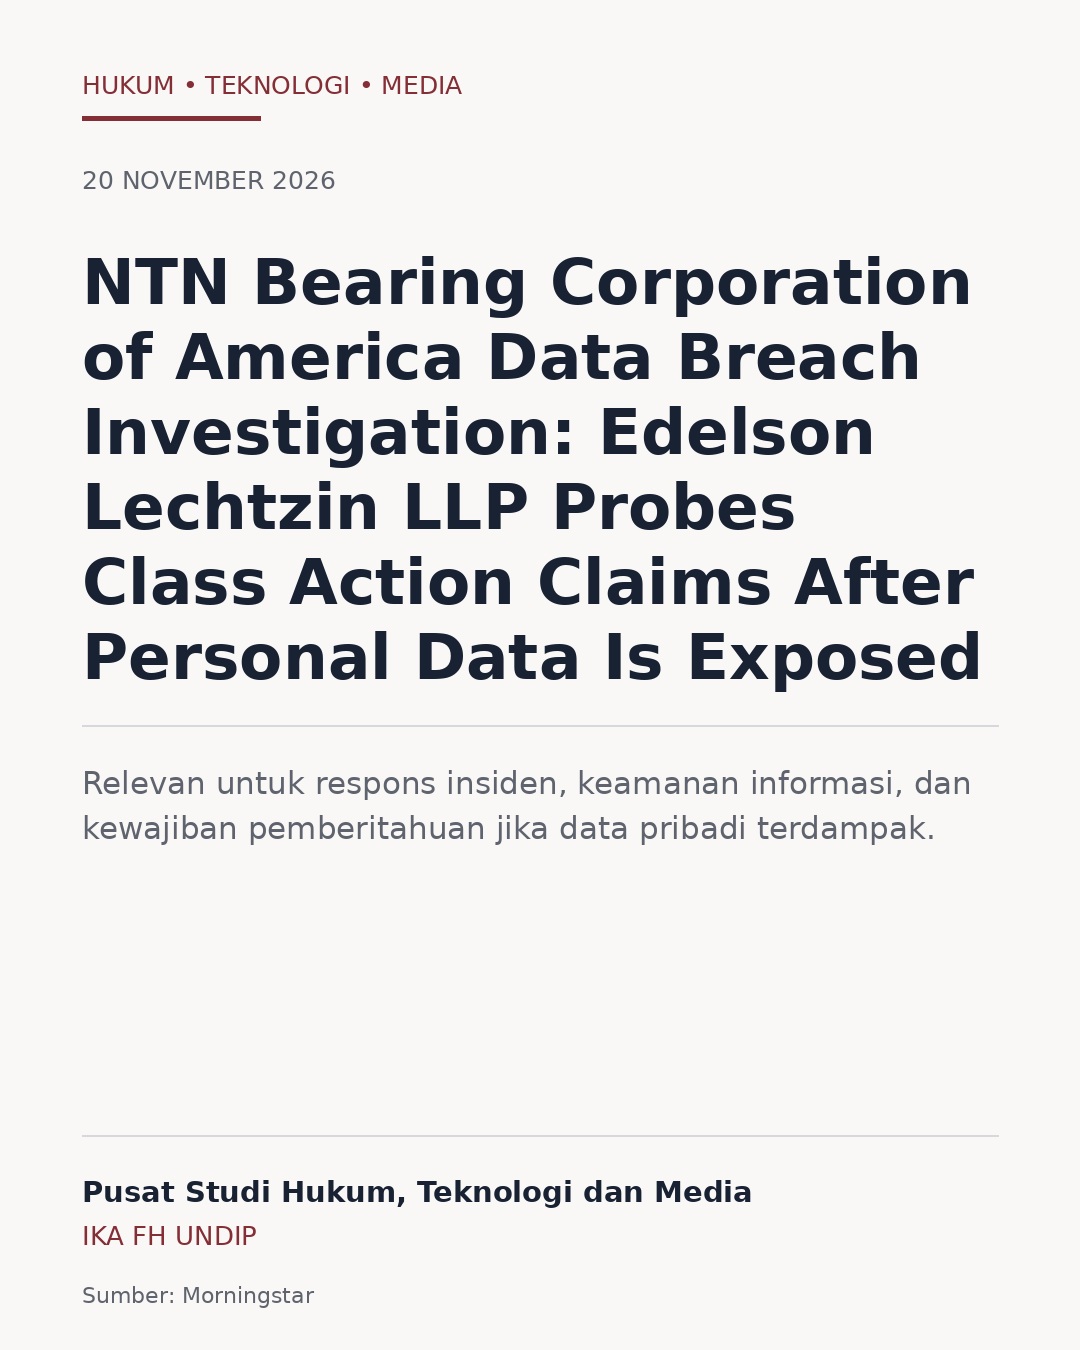 HUKUM • TEKNOLOGI • MEDIA
20 NOVEMBER 2026
NTN Bearing Corporation
of America Data Breach
Investigation: Edelson
Lechtzin LLP Probes
Class Action Claims After
Personal Data Is Exposed
Relevan untuk respons insiden, keamanan informasi, dan
kewajiban pemberitahuan jika data pribadi terdampak.
Pusat Studi Hukum, Teknologi dan Media
IKA FH UNDIP
Sumber: Morningstar